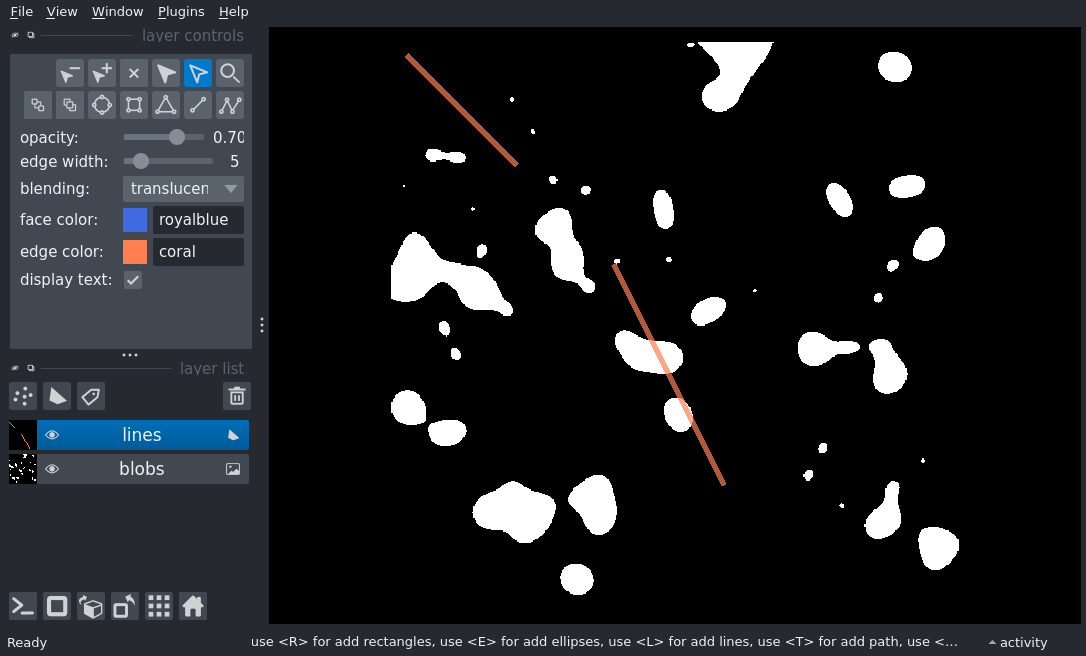 File View Window Plugins Help
layer controls
opacity: 0.70
edge width: 5
blending: translucen
face color: royalblue
edge color: coral
display text:
layer list
lines
blobs
Ready use <R> for add rectangles, use <E> for add ellipses, use <L> for add lines, use <T> for add path, use <... activity